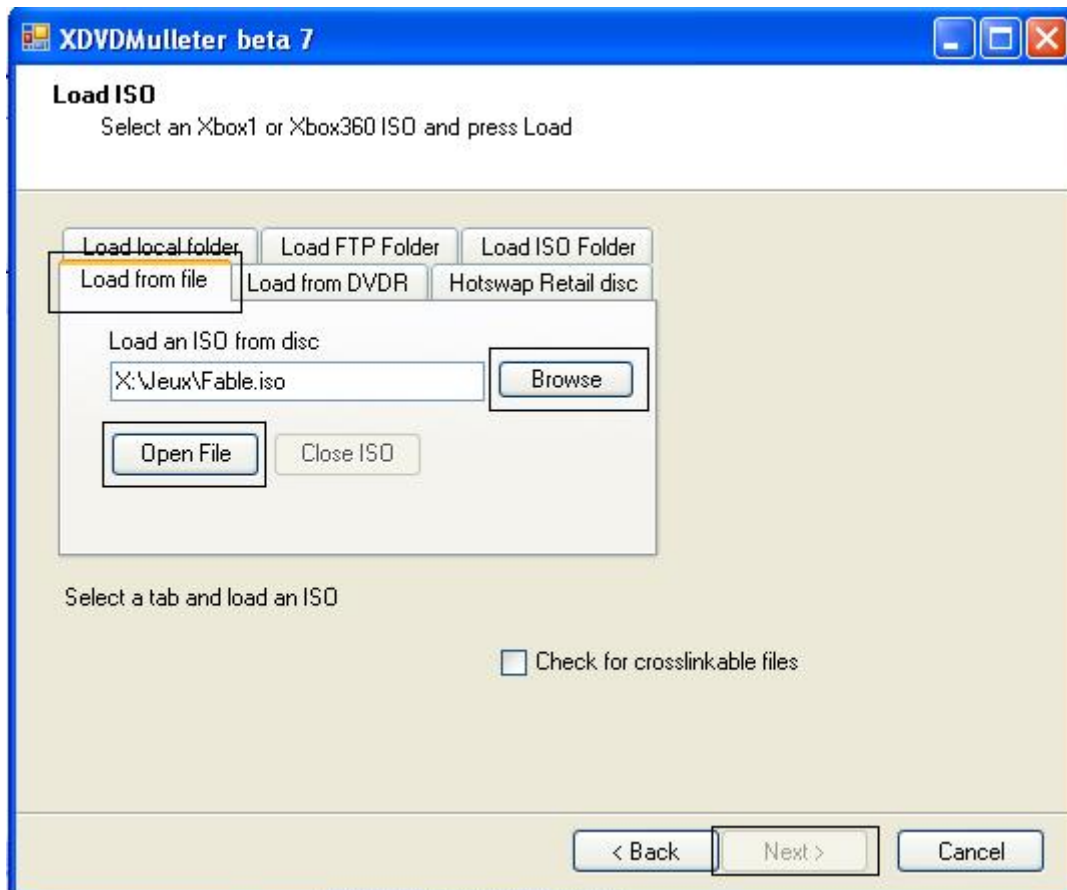 XDVDMulleter beta 7
Load ISO
Select an Xbox1 or Xbox360 ISO and press Load
Load local folder Load FTP Folder Load ISO Folder
Load from file Load from DVDR Hotswap Retail disc
Load an ISO from disc
X:\Jeux\Fable.iso Browse
Open File Close ISO
Select a tab and load an ISO
Check for crosslinkable files
< Back Next > Cancel